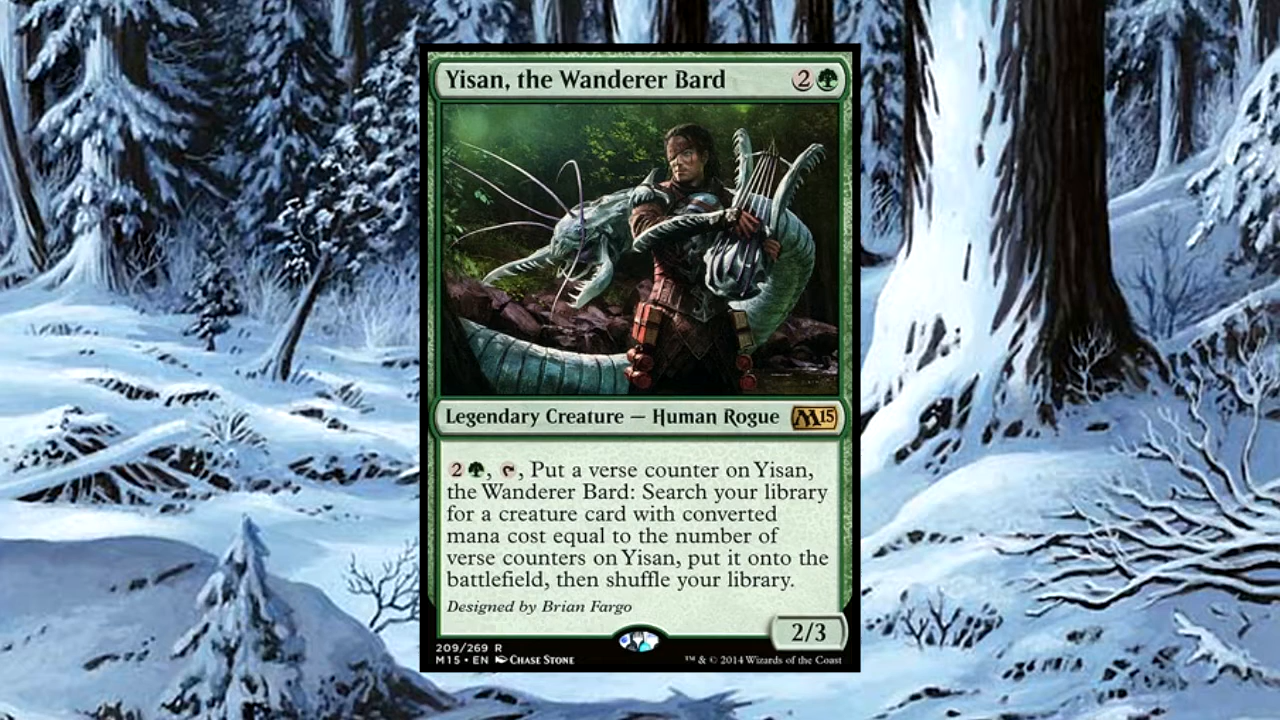 Yisan, the Wanderer Bard 2
Legendary Creature — Human Rogue M15
2 , , Put a verse counter on Yisan,
the Wanderer Bard: Search your library
for a creature card with converted
mana cost equal to the number of
verse counters on Yisan, put it onto the
battlefield, then shuffle your library.
Designed by Brian Fargo
2/3
209/269 R
M15 • EN Chase Stone ™ & © 2014 Wizards of the Coast